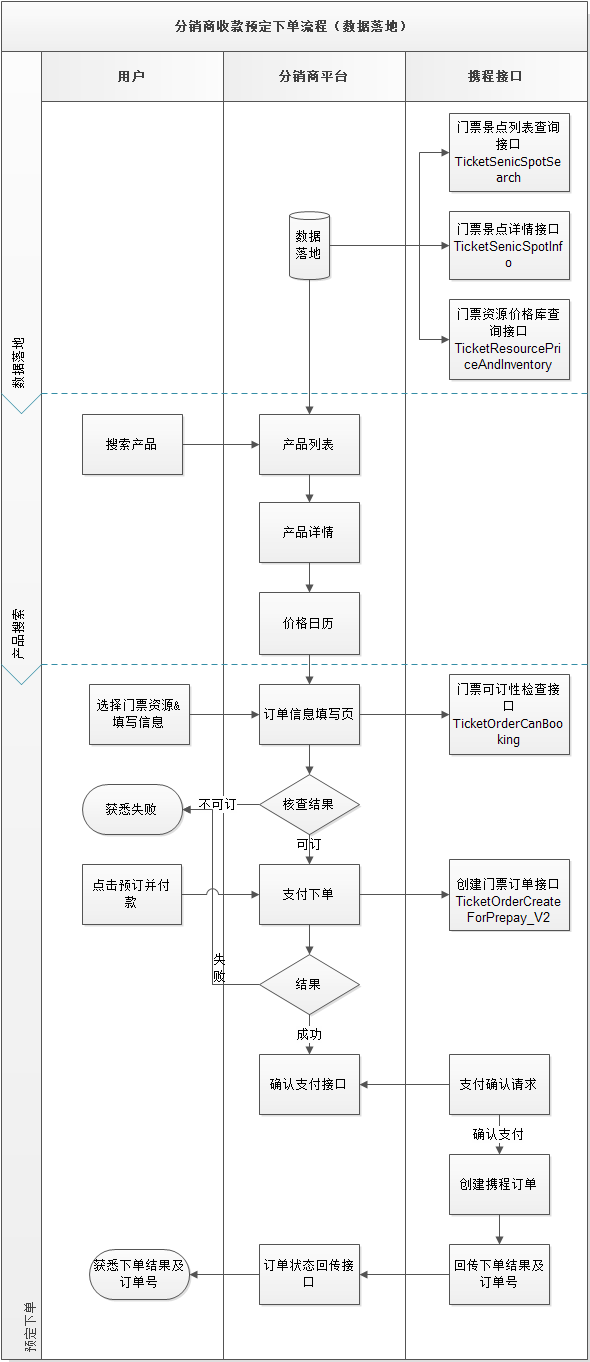 分销商收款预定下单流程（数据落地）
用户
分销商平台
携程接口
数据落地
门票景点列表查询
接口
TicketSenicSpotSe
arch
数据
落地
门票景点详情接口
TicketSenicSpotInf
o
门票资源价格库查
询接口
TicketResourcePri
ceAndInventory
产品搜索
搜索产品
产品列表
产品详情
价格日历
预定下单
选择门票资源&
填写信息
订单信息填写页
门票可订性检查接
口
TicketOrderCanBoo
king
获悉失败
不可订
核查结果
可订
点击预订并付
款
支付下单
创建门票订单接口
TicketOrderCreate
ForPrepay_V2
失
败
结果
成功
确认支付接口
支付确认请求
确认支付
创建携程订单
获悉下单结果及
订单号
订单状态回传接
口
回传下单结果及
订单号